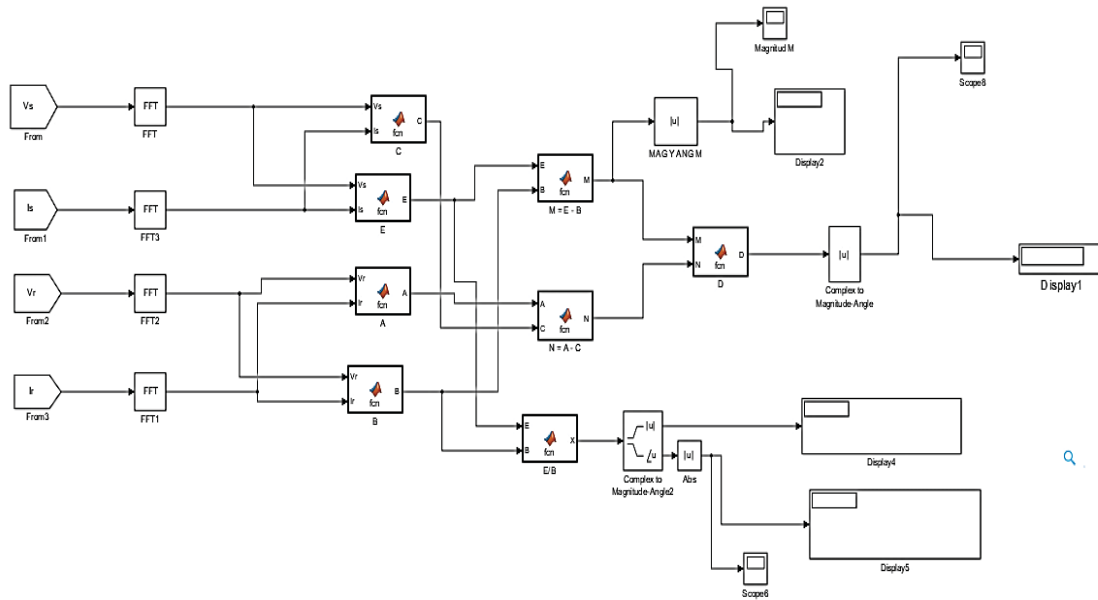 Magnitud M
Scope8
Vs
From
FFT
FFT
Vs
Is
fcn
C
C
|u|
MAG Y ANG M
Display2
Is
From1
FFT
FFT3
Vs
Is
fcn
E
E
E
B
fcn
M
M = E - B
M
N
fcn
D
D
|u|
Complex to
Magnitude-Angle
Display1
Vr
From2
FFT
FFT2
Vr
Ir
fcn
A
A
A
C
fcn
N
N = A - C
Ir
From3
FFT
FFT1
Vr
Ir
fcn
B
B
E
B
fcn
X
E/B
|u|
∠u
Complex to
Magnitude-Angle2
|u|
Abs
Display4
Display5
Scope6